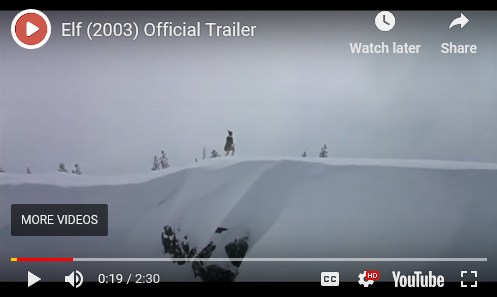 Elf (2003) Official Trailer
Watch later
Share
MORE VIDEOS
0:19 / 2:30
CC
HD
YouTube